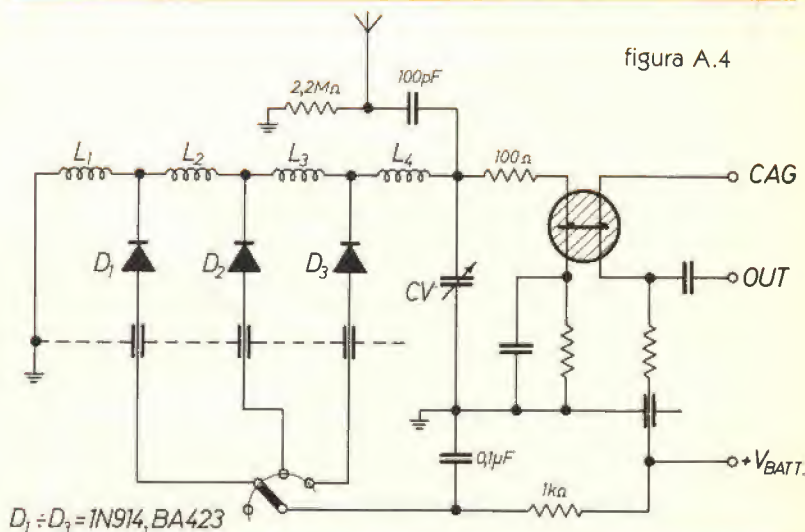 figura A.4
2,2MΩ
100pF
L1
L2
L3
L4
100Ω
CAG
D1
D2
D3
CV
OUT
0,1µF
+VBATT.
1kΩ
D1÷D3=1N914, BA423